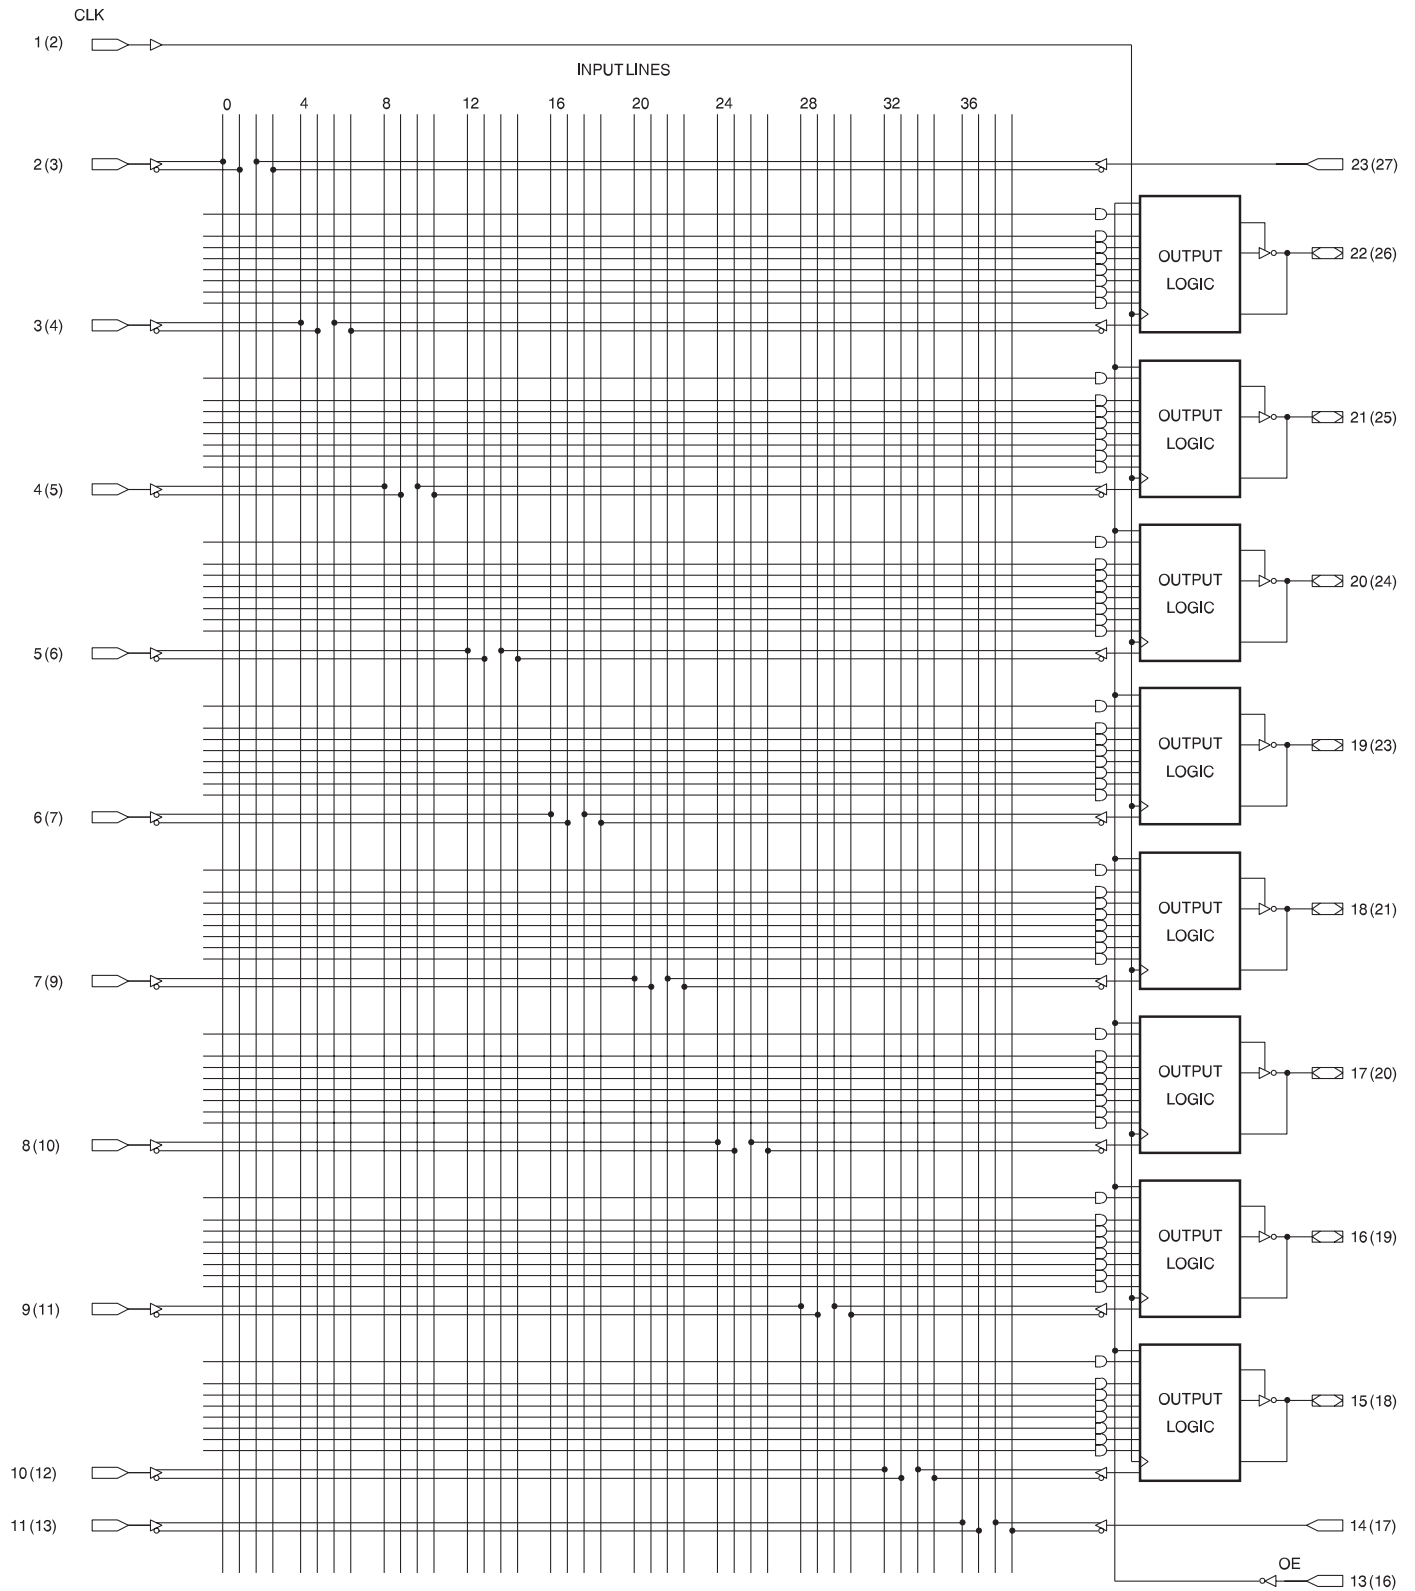 CLK
1 (2)
INPUT LINES
0 4 8 12 16 20 24 28 32 36
2 (3)
23 (27)
OUTPUT
LOGIC
22 (26)
3 (4)
OUTPUT
LOGIC
21 (25)
4 (5)
OUTPUT
LOGIC
20 (24)
5 (6)
OUTPUT
LOGIC
19 (23)
6 (7)
OUTPUT
LOGIC
18 (21)
7 (9)
OUTPUT
LOGIC
17 (20)
8 (10)
OUTPUT
LOGIC
16 (19)
9 (11)
OUTPUT
LOGIC
15 (18)
10 (12)
11 (13)
14 (17)
OE
13 (16)